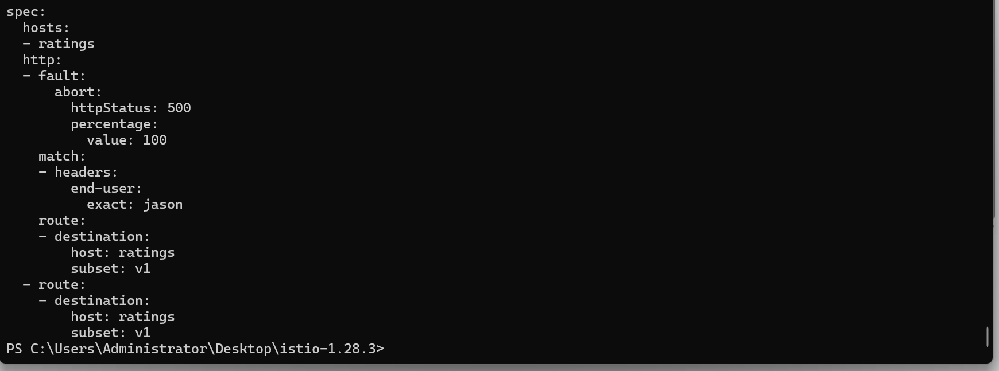 spec:
  hosts:
  - ratings
  http:
  - fault:
      abort:
        httpStatus: 500
        percentage:
          value: 100
    match:
    - headers:
        end-user:
          exact: jason
    route:
    - destination:
        host: ratings
        subset: v1
  - route:
    - destination:
        host: ratings
        subset: v1
PS C:\Users\Administrator\Desktop\istio-1.28.3>